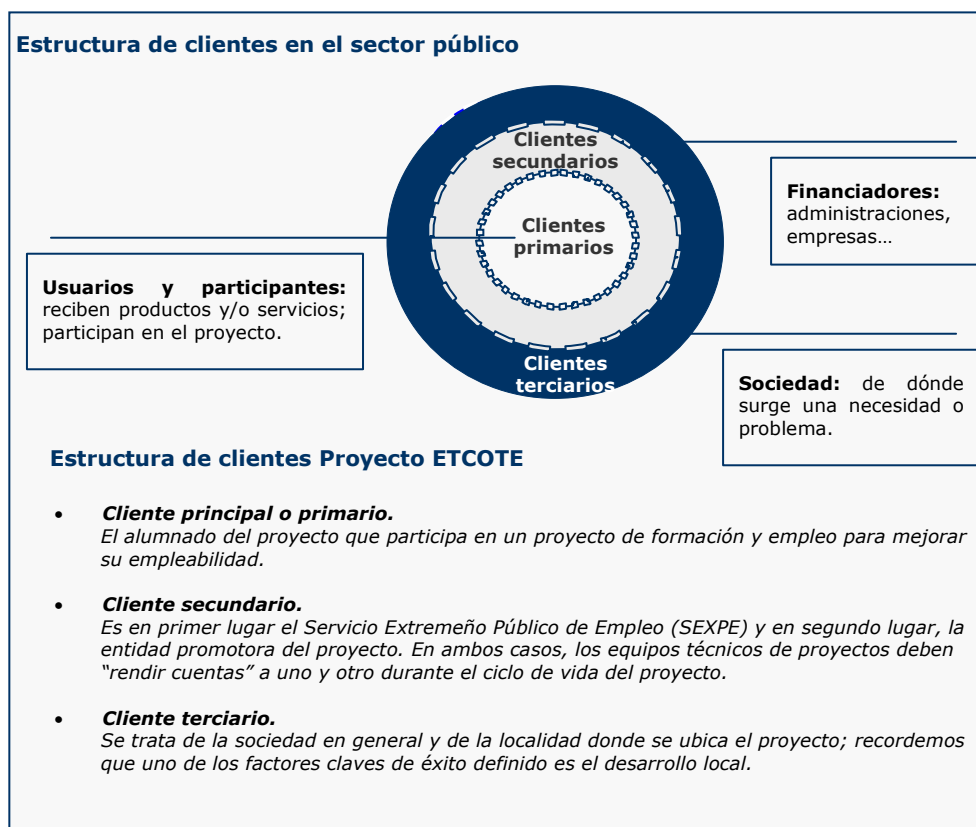 Estructura de clientes en el sector público
Clientes
secundarios
Clientes
primarios
Clientes
terciarios
Financiadores:
administraciones,
empresas…
Usuarios y participantes:
reciben productos y/o servicios;
participan en el proyecto.
Sociedad: de dónde
surge una necesidad o
problema.
Estructura de clientes Proyecto ETCOTE
• Cliente principal o primario.
El alumnado del proyecto que participa en un proyecto de formación y empleo para mejorar
su empleabilidad.
• Cliente secundario.
Es en primer lugar el Servicio Extremeño Público de Empleo (SEXPE) y en segundo lugar, la
entidad promotora del proyecto. En ambos casos, los equipos técnicos de proyectos deben
“rendir cuentas” a uno y otro durante el ciclo de vida del proyecto.
• Cliente terciario.
Se trata de la sociedad en general y de la localidad donde se ubica el proyecto; recordemos
que uno de los factores claves de éxito definido es el desarrollo local.